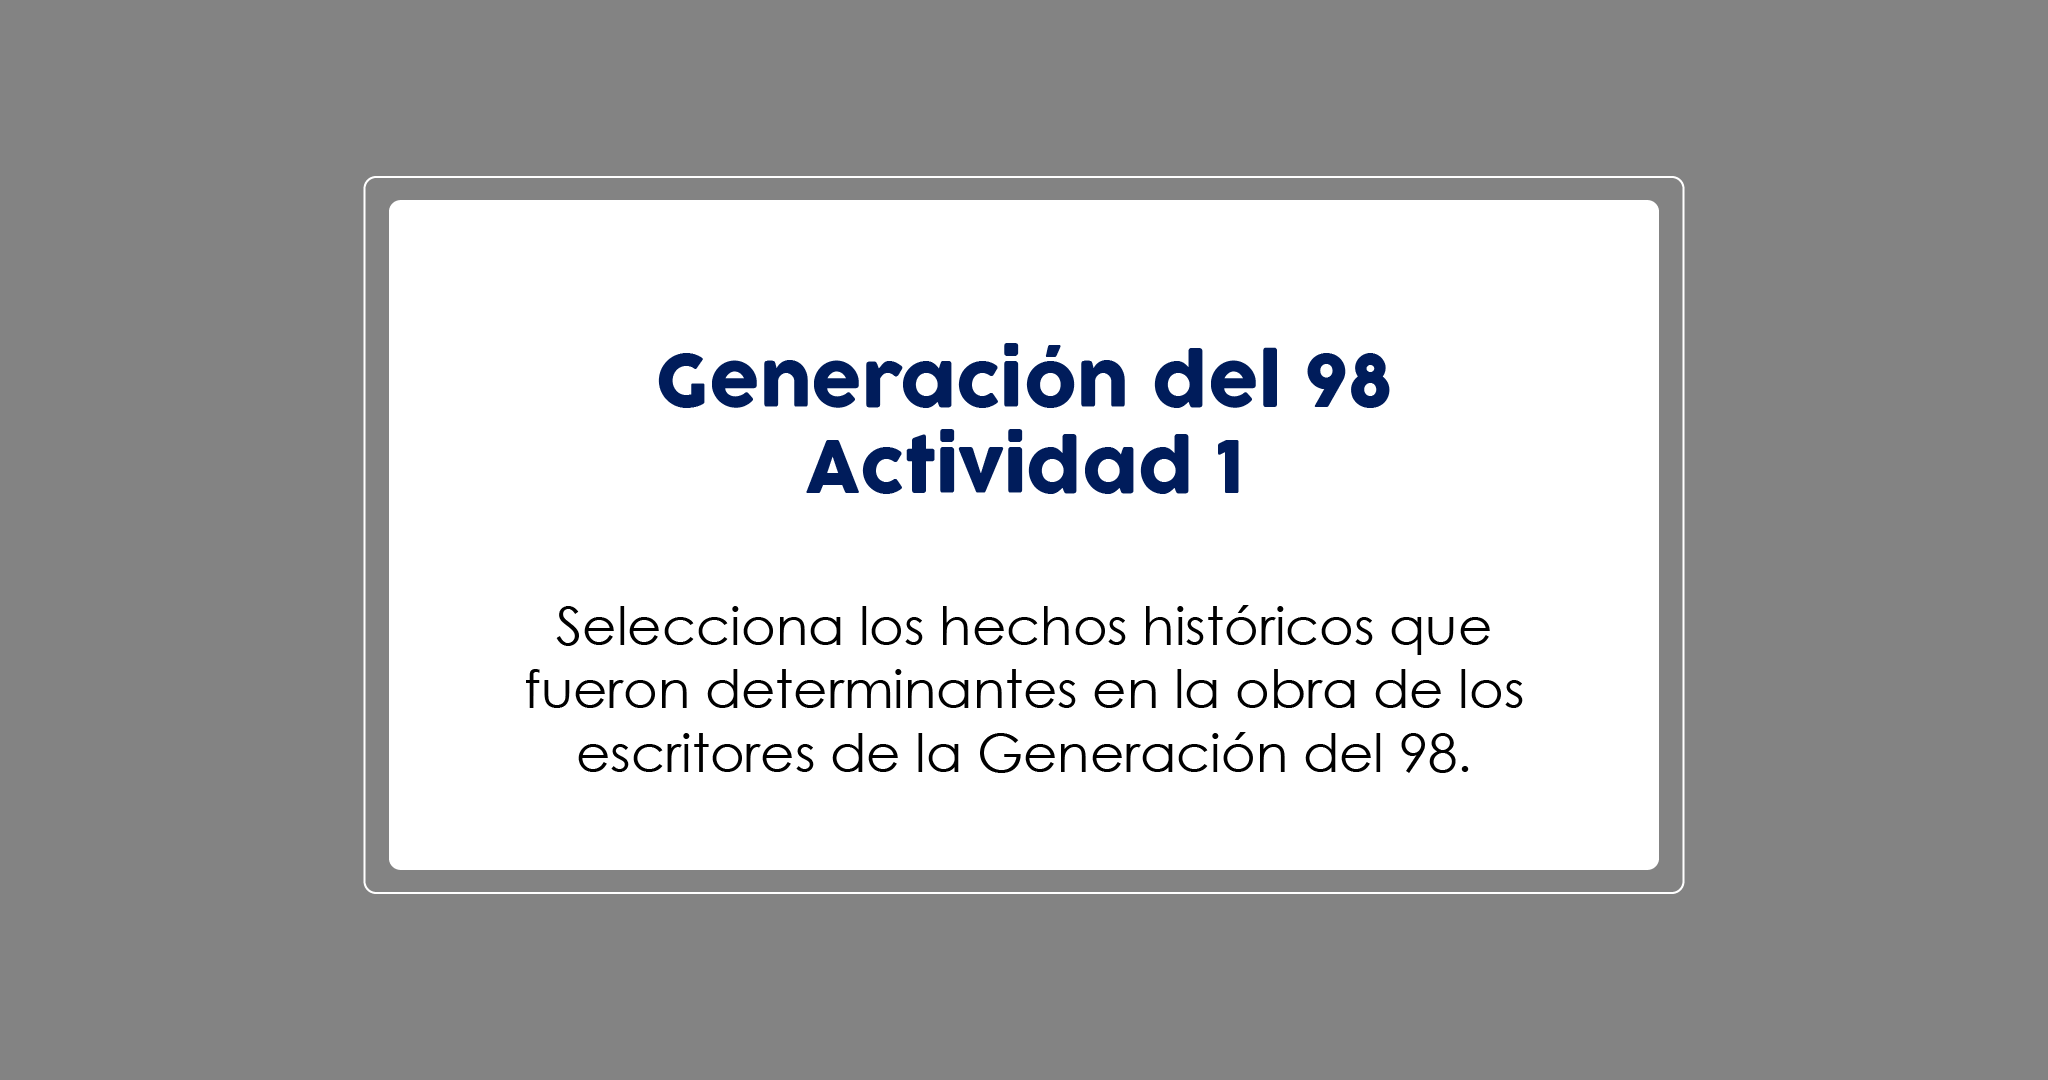 Generación del 98
Actividad 1
Selecciona los hechos históricos que
fueron determinantes en la obra de los
escritores de la Generación del 98.